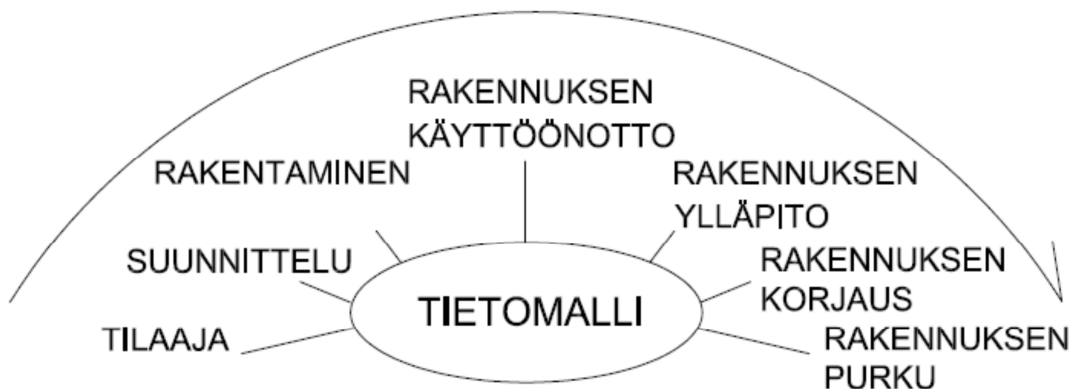 RAKENNUKSEN
KÄYTTÖÖNOTTO
RAKENTAMINEN
RAKENNUKSEN
YLLÄPITO
SUUNNITTELU
RAKENNUKSEN
KORJAUS
TIETOMALLI
TILAAJA
RAKENNUKSEN
PURKU